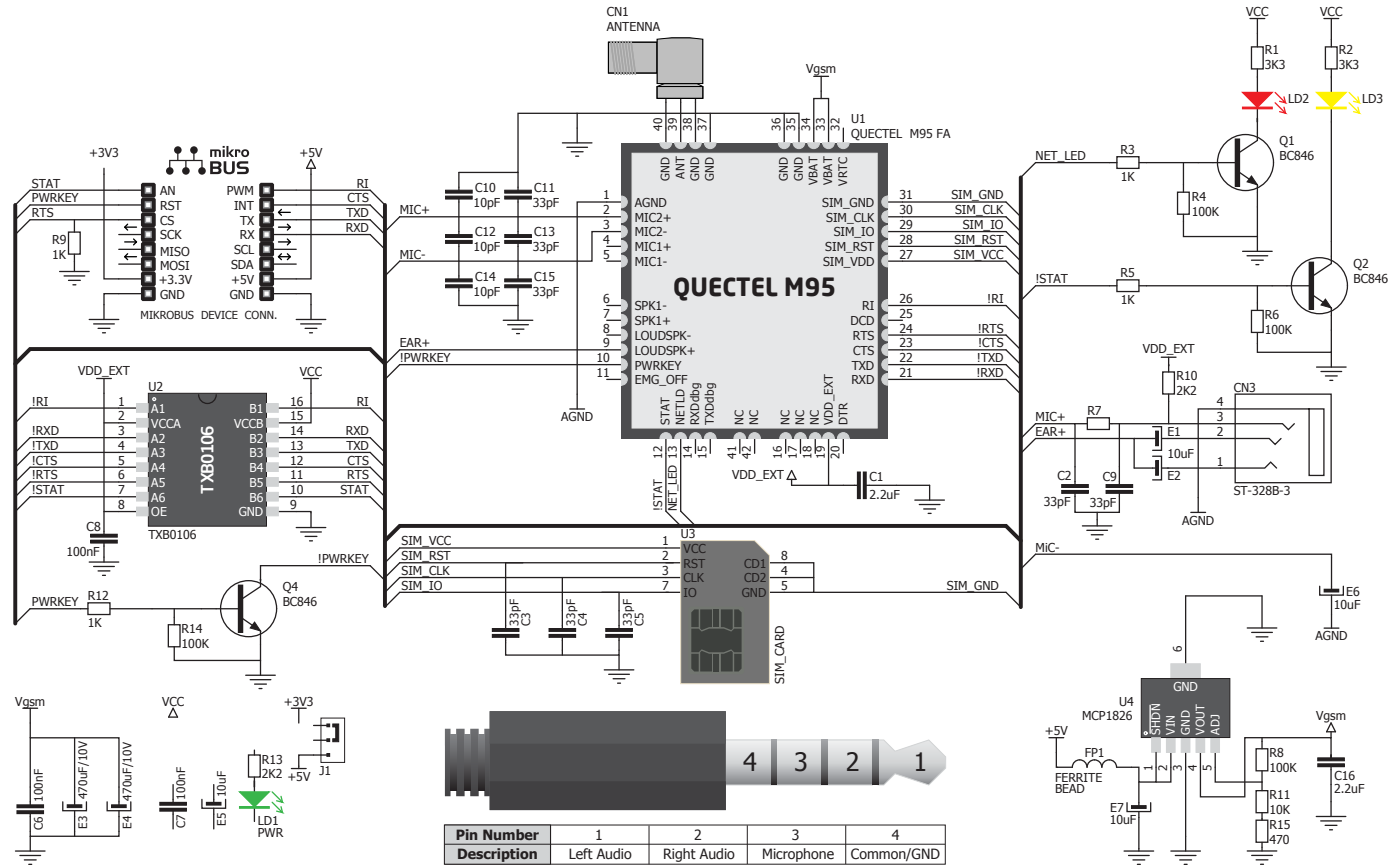 CN1
ANTENNA
Vgsm
40 39 38 37
36 35 34 33 32
GND ANT GND GND
GND GND VBAT VBAT VRTC
U1
QUECTEL M95 FA
QUECTEL M95
1 AGND
2 MIC2+
3 MIC2-
4 MIC1+
5 MIC1-
6 SPK1-
7 SPK1+
8 LOUDSPK-
9 LOUDSPK+
10 PWRKEY
11 EMG_OFF
SIM_GND 31 SIM_GND
SIM_CLK 30 SIM_CLK
SIM_IO 29 SIM_IO
SIM_RST 28 SIM_RST
SIM_VDD 27 SIM_VCC
RI 26 !RI
DCD 25
RTS 24 !RTS
CTS 23 !CTS
TXD 22 !TXD
RXD 21 !RXD
STAT NETLD RXDdbg TXDdbg NC NC NC NC NC VDD_EXT DTR
12 13 14 15 41 42 16 17 18 19 20
!STAT
NET_LED
VDD_EXT
C1
2.2uF
MIC+
MIC-
EAR+
!PWRKEY
AGND
C10
10pF
C11
33pF
C12
10pF
C13
33pF
C14
10pF
C15
33pF
+3V3
mikro
BUS
+5V
STAT
PWRKEY
RTS
R9
1K
AN
RST
CS
SCK
MISO
MOSI
+3.3V
GND
PWM
INT
TX
RX
SCL
SDA
+5V
GND
RI
CTS
TXD
RXD
MIKROBUS DEVICE CONN.
VDD_EXT
U2
VCC
!RI 1 A1
2 VCCA
!RXD 3 A2
!TXD 4 A3
!CTS 5 A4
!RTS 6 A5
!STAT 7 A6
8 OE
TXB0106
B1 16 RI
VCCB 15
B2 14 RXD
B3 13 TXD
B4 12 CTS
B5 11 RTS
B6 10 STAT
GND 9
TXB0106
C8
100nF
!PWRKEY
PWRKEY
R12
1K
R14
100K
Q4
BC846
SIM_VCC 1 VCC
SIM_RST 2 RST
SIM_CLK 3 CLK
SIM_IO 7 IO
U3
CD1 8
CD2 4
GND 5
SIM_GND
SIM_CARD
33pF
C3
33pF
C4
33pF
C5
VCC
R1
3K3
LD2
VCC
R2
3K3
LD3
NET_LED
R3
1K
R4
100K
Q1
BC846
!STAT
R5
1K
R6
100K
Q2
BC846
VDD_EXT
R10
2K2
CN3
MIC+
EAR+
R7
E1
10uF
E2
C2
33pF
C9
33pF
4
3
2
1
ST-328B-3
AGND
MiC-
E6
10uF
AGND
6
GND
U4
MCP1826
SHDN VIN GND VOUT ADJ
1 2 3 4 5
+5V
FP1
FERRITE
BEAD
E7
10uF
Vgsm
R8
100K
R11
10K
R15
470
C16
2.2uF
Vgsm
C6
100nF
E3
470uF/10V
E4
470uF/10V
VCC
C7
100nF
E5
10uF
R13
2K2
LD1
PWR
+3V3
+5V
J1
4 3 2 1
Pin Number 1 2 3 4
Description Left Audio Right Audio Microphone Common/GND